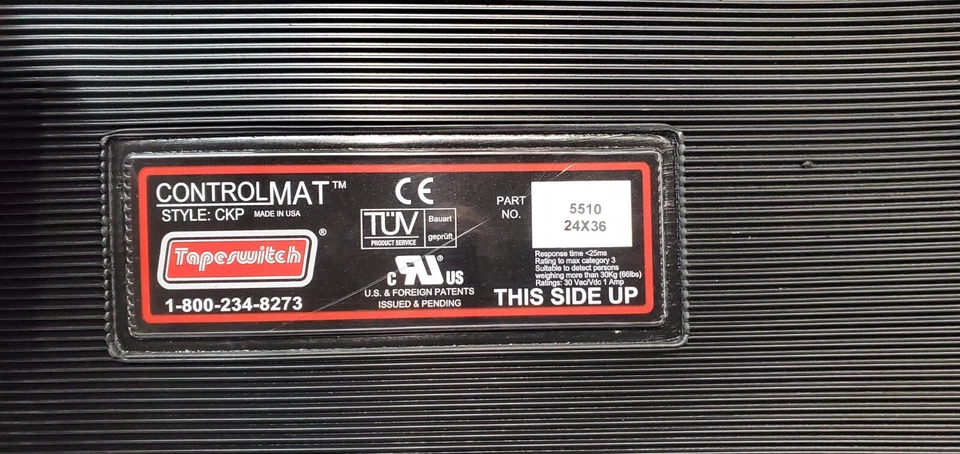 CONTROLMAT™
STYLE: CKP MADE IN USA
Tapeswitch®
1-800-234-8273
CE
TÜV
PRODUCT SERVICE
Bauart
geprüft
c RU® US
U.S. & FOREIGN PATENTS
ISSUED & PENDING
PART
NO.
5510
24X36
Response time <25ms
Rating to max category 3
Suitable to detect persons
weighing more than 30Kg (66lbs)
Ratings: 30 Vac/Vdc 1 Amp
THIS SIDE UP